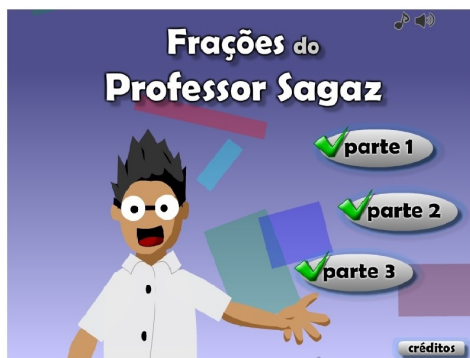 Frações do
Professor Sagaz
parte 1
parte 2
parte 3
créditos